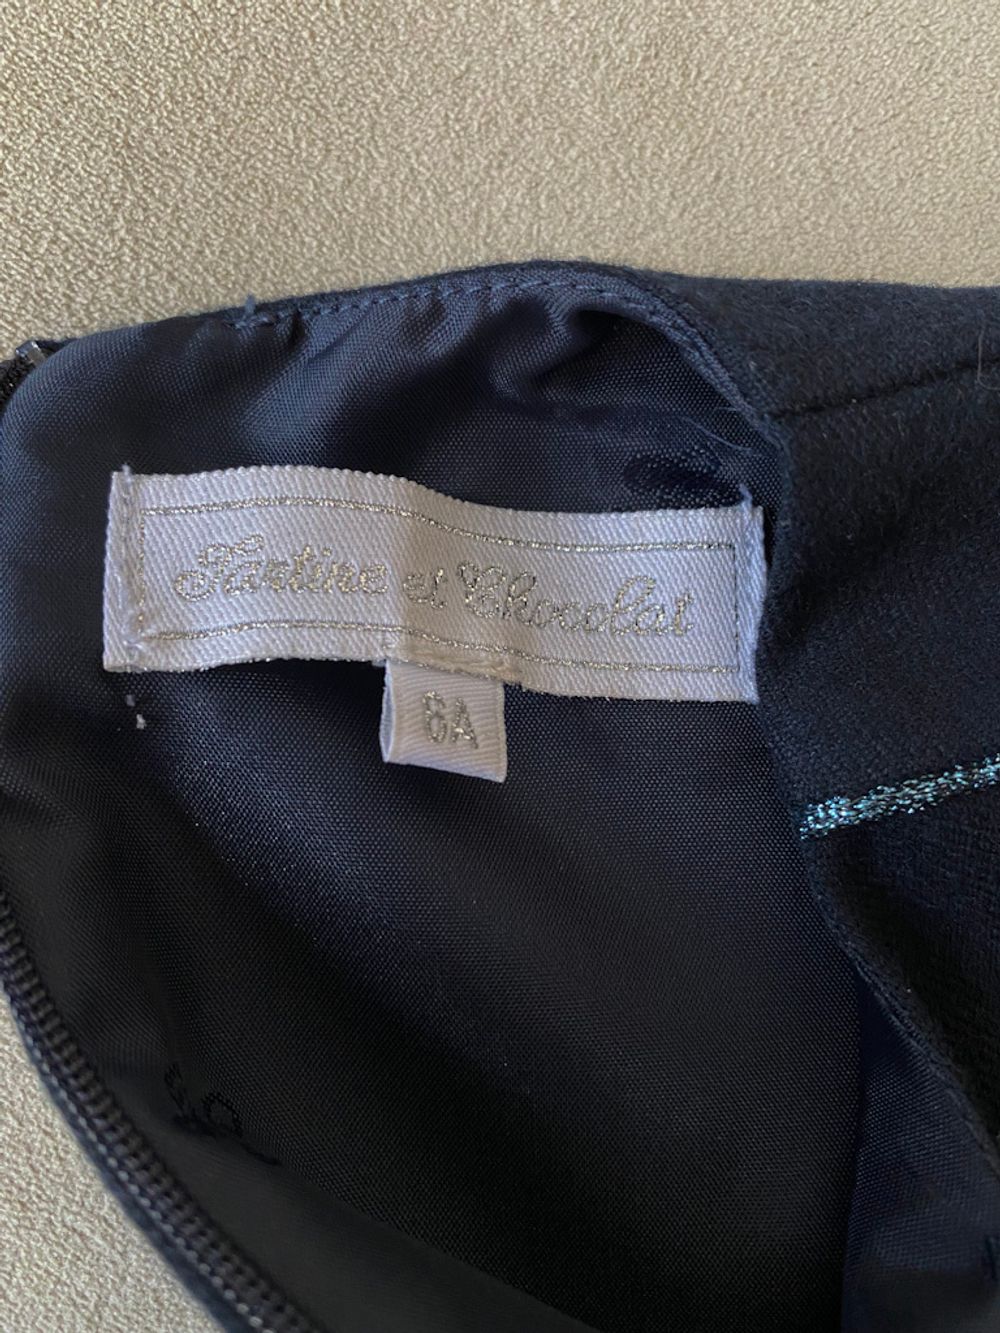 Tartine et Chocolat
6A